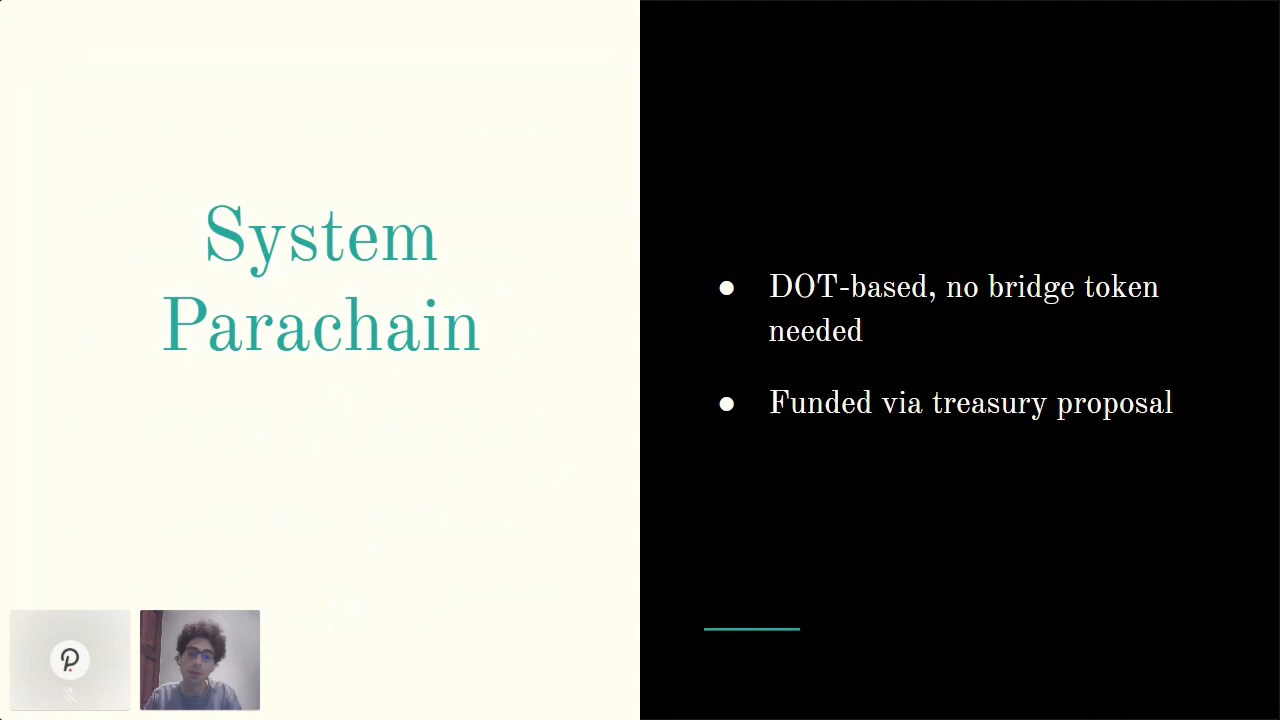 System
Parachain
● DOT-based, no bridge token
needed
● Funded via treasury proposal